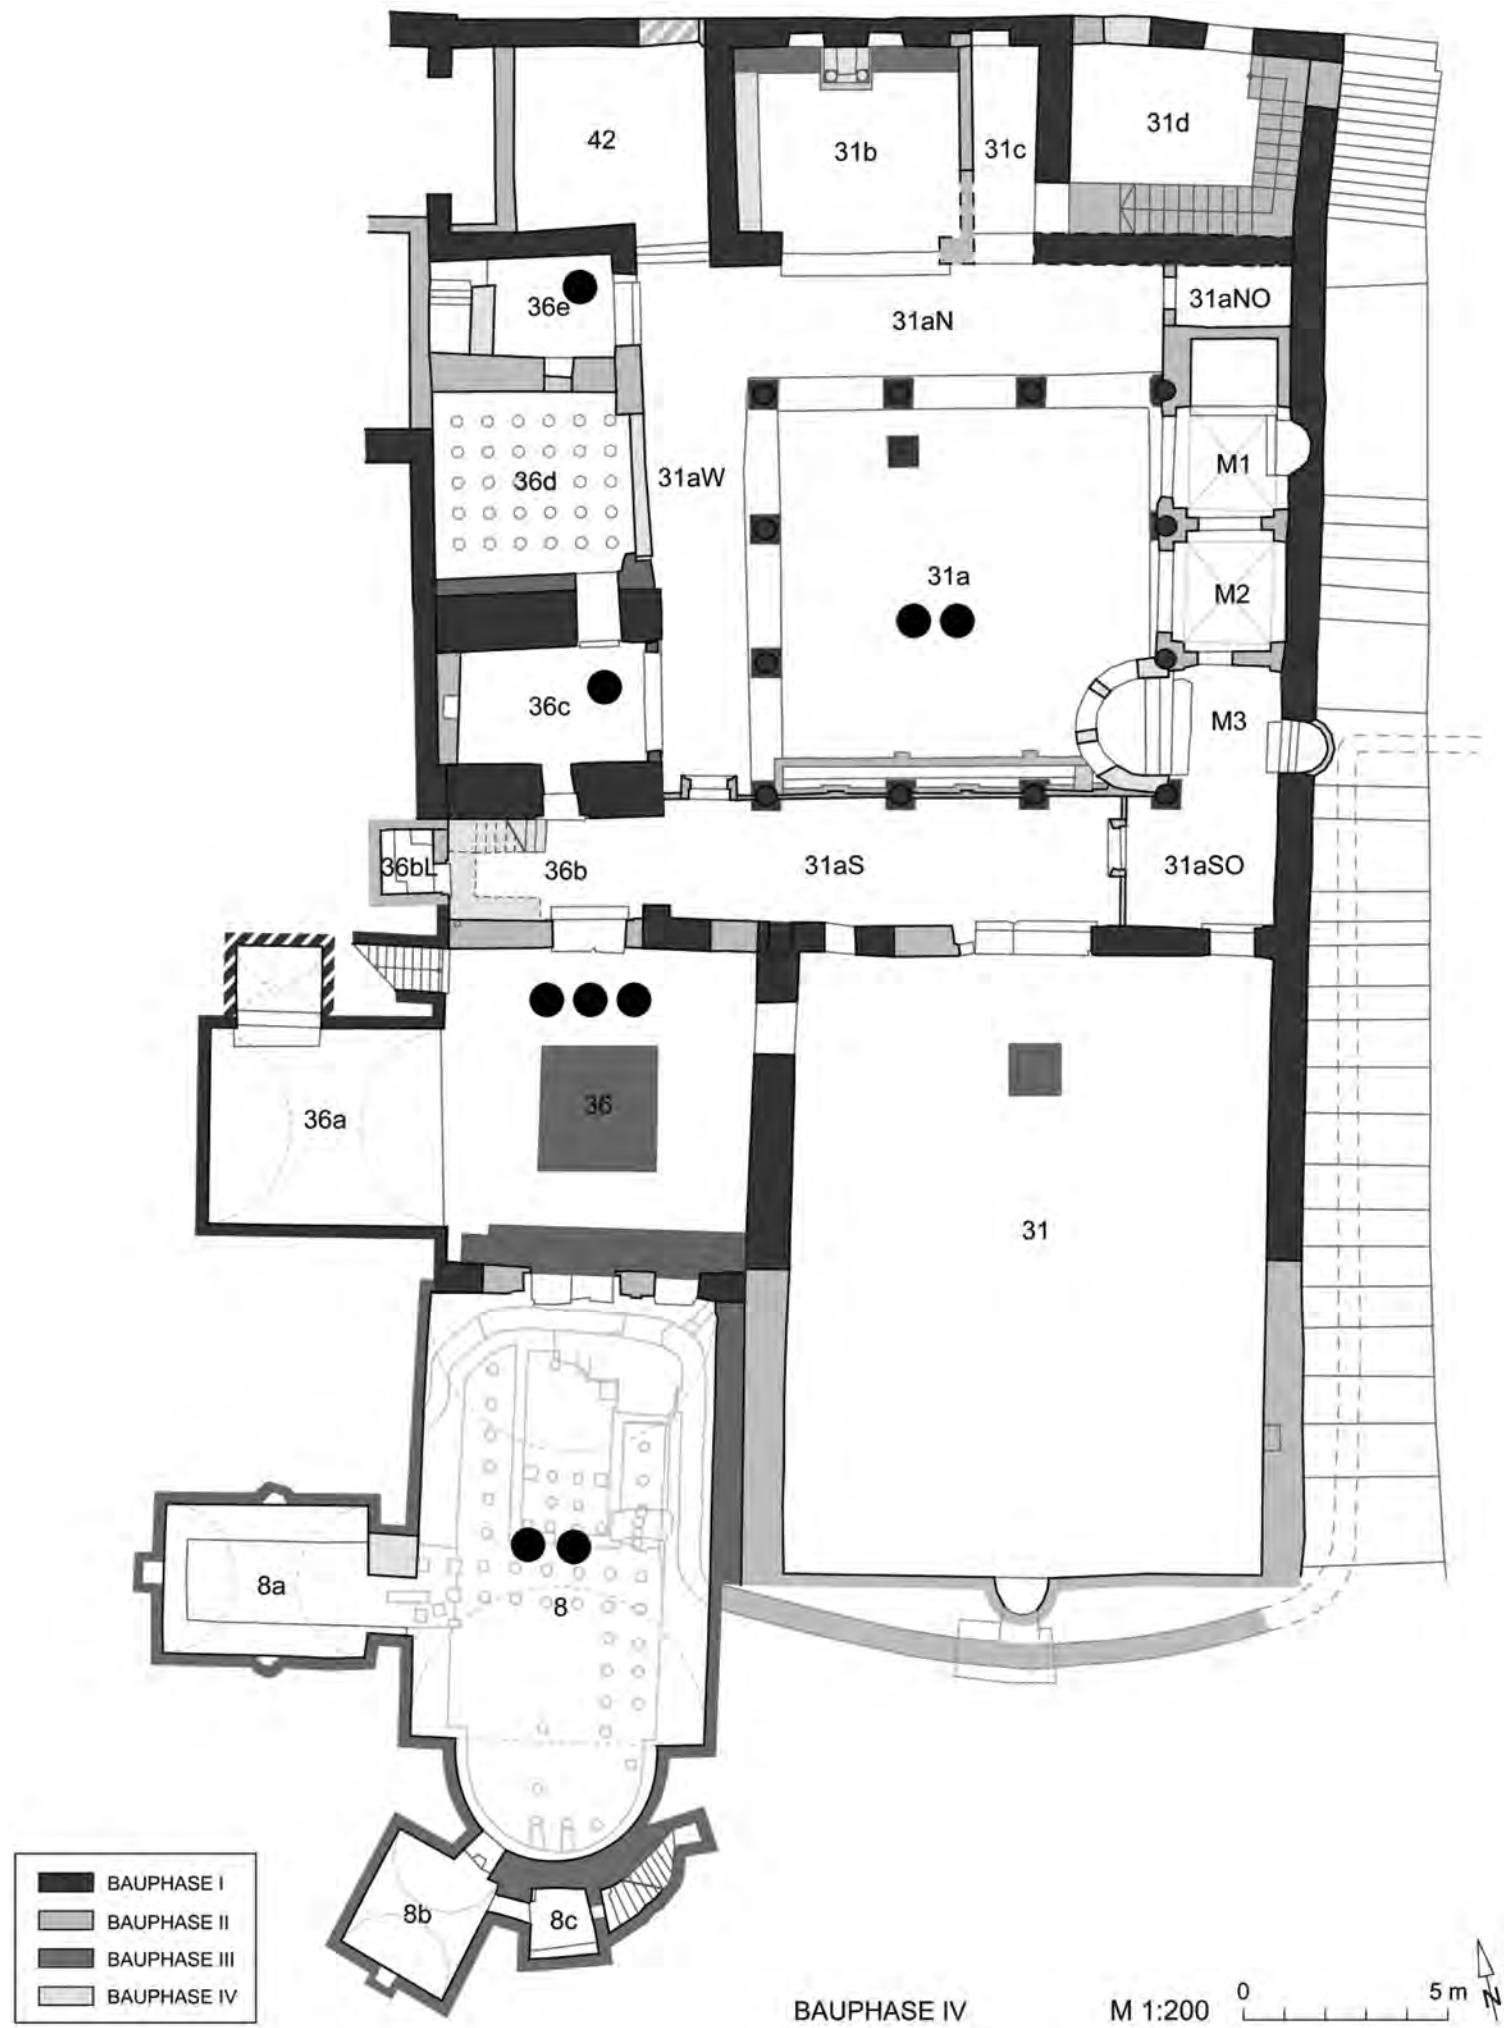 42
31b
31c
31d
36e
31aN
31aNO
36d
31aW
M1
31a
M2
36c
M3
36bL
36b
31aS
31aSO
36a
36
31
8a
8
8b
8c
BAUPHASE I
BAUPHASE II
BAUPHASE III
BAUPHASE IV
BAUPHASE IV
M 1:200
0
5 m
N